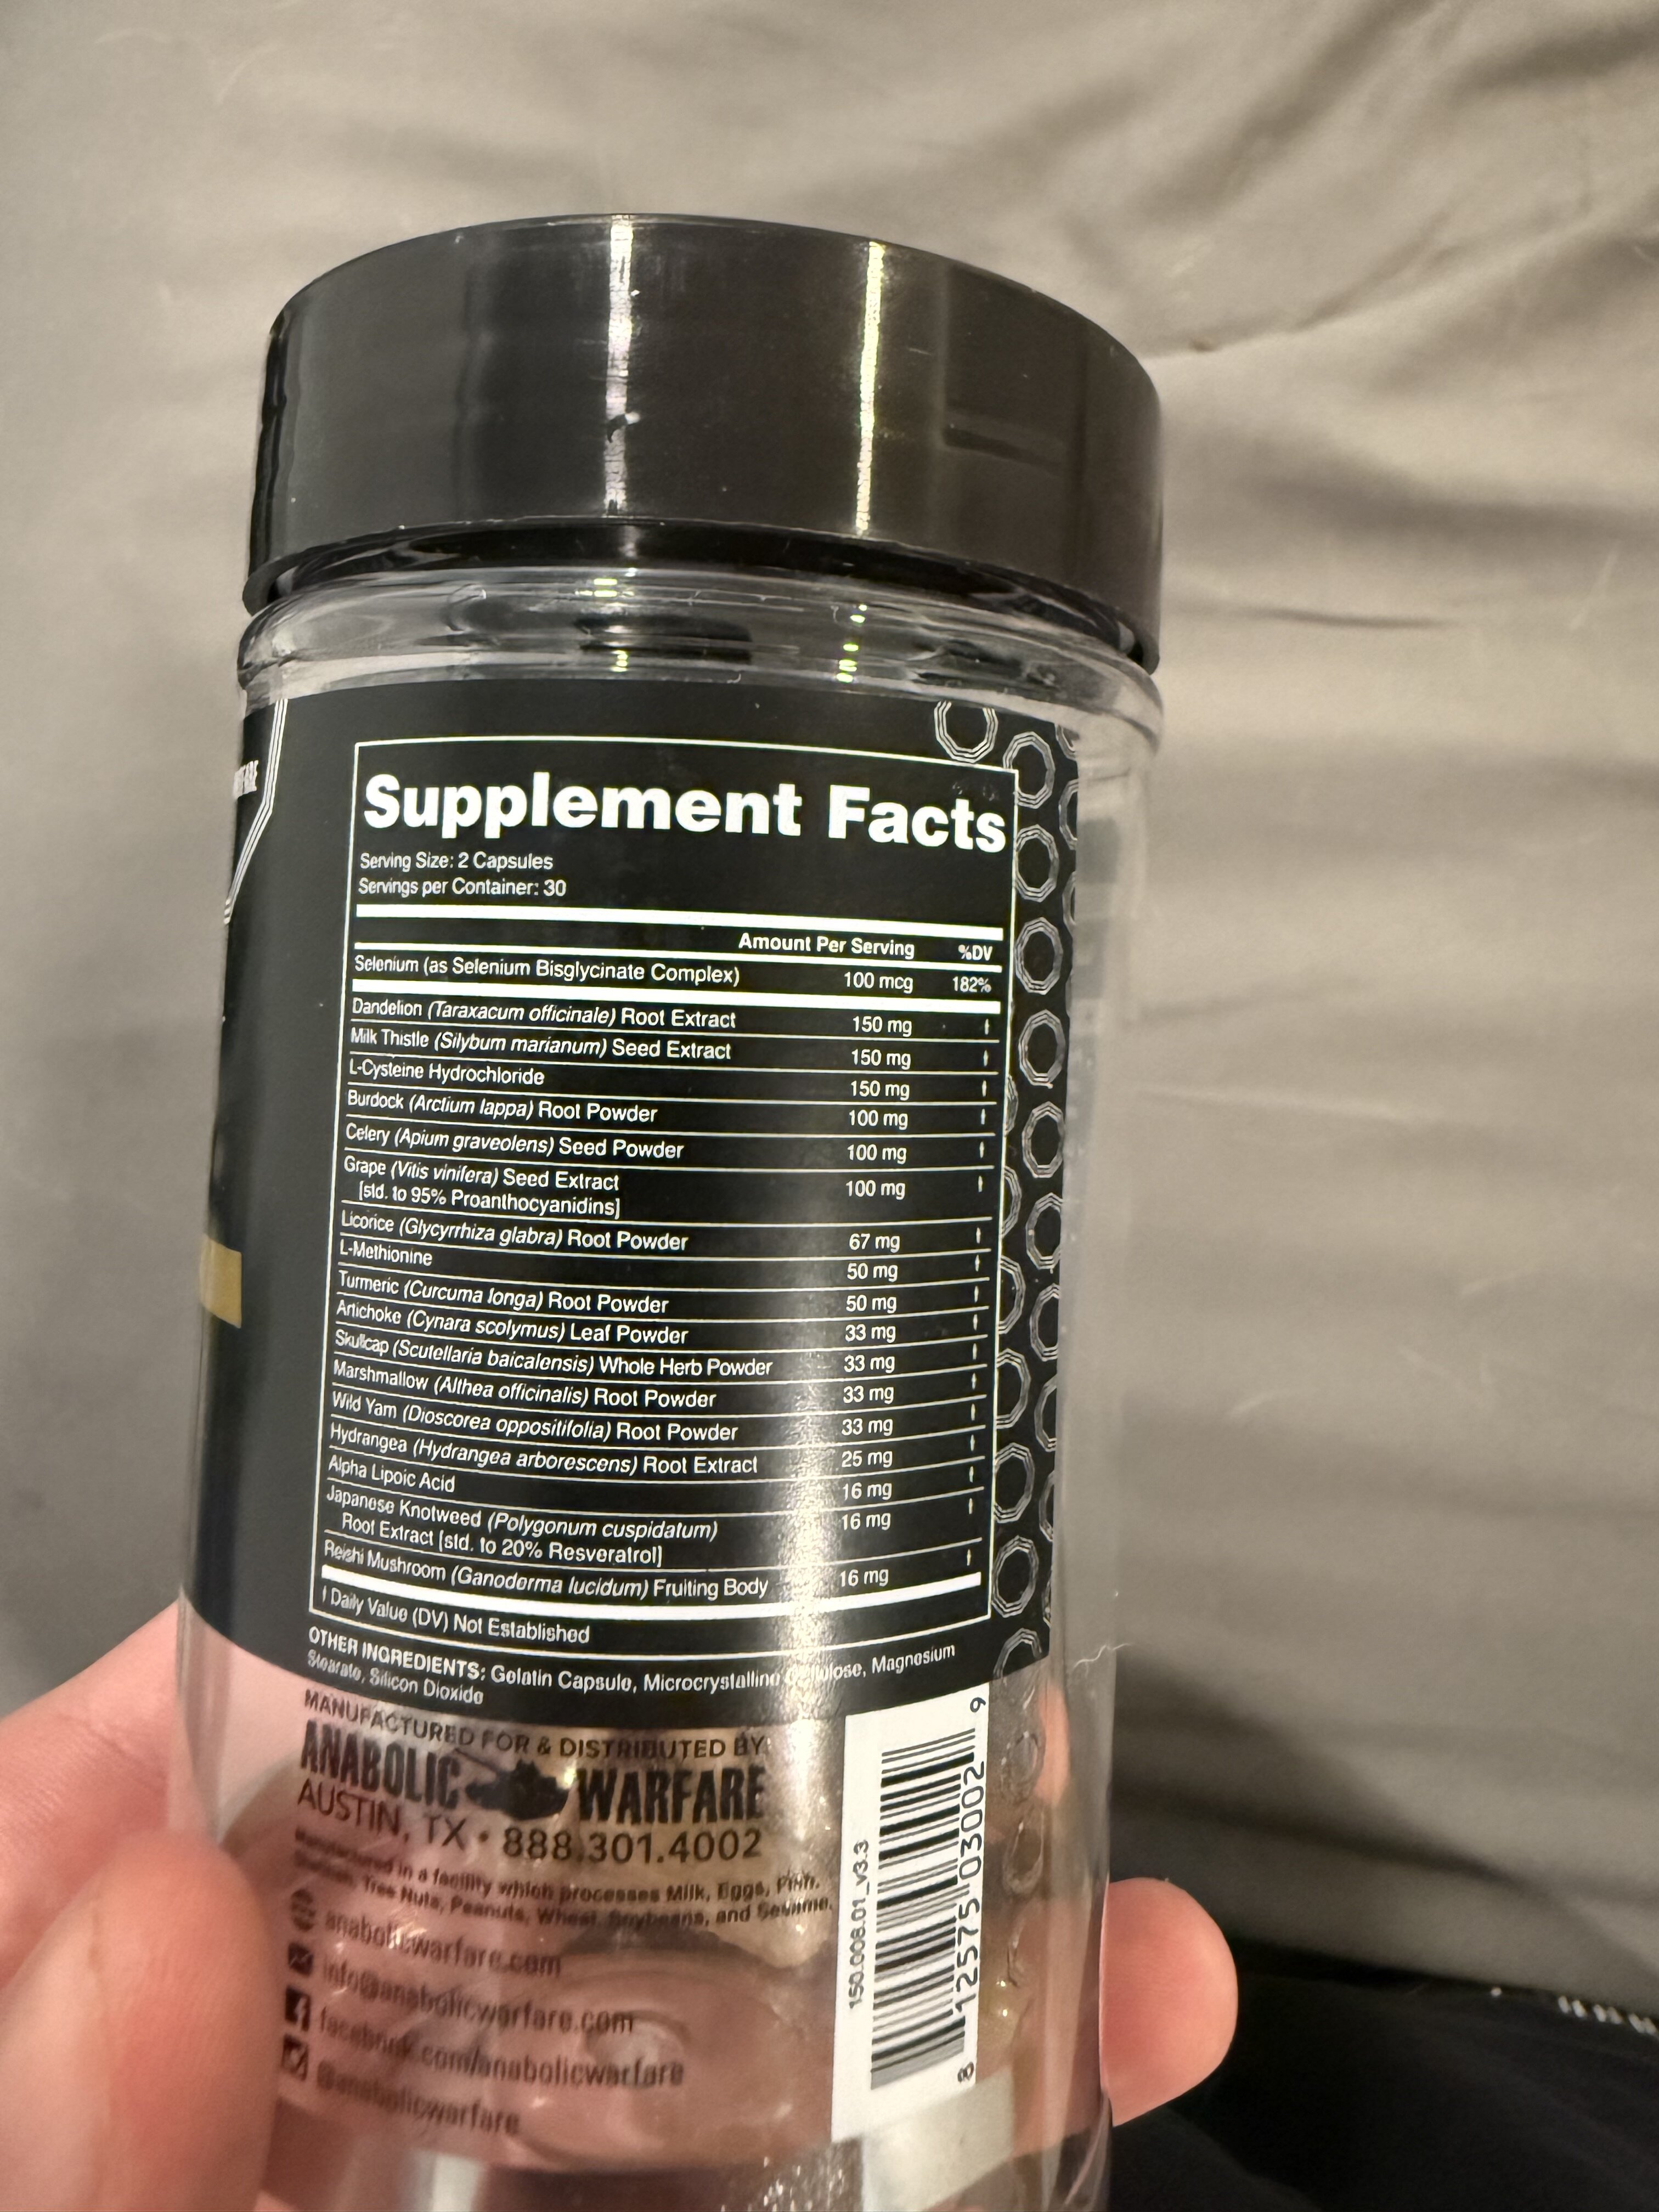 Supplement Facts
Serving Size: 2 Capsules
Servings per Container: 30
Amount Per Serving %DV
Selenium (as Selenium Bisglycinate Complex) 100 mcg 182%
Dandelion (Taraxacum officinale) Root Extract 150 mg †
Milk Thistle (Silybum marianum) Seed Extract 150 mg †
L-Cysteine Hydrochloride 150 mg †
Burdock (Arctium lappa) Root Powder 100 mg †
Celery (Apium graveolens) Seed Powder 100 mg †
Grape (Vitis vinifera) Seed Extract 100 mg †
[std. to 95% Proanthocyanidins]
Licorice (Glycyrrhiza glabra) Root Powder 67 mg †
L-Methionine 50 mg †
Turmeric (Curcuma longa) Root Powder 50 mg †
Artichoke (Cynara scolymus) Leaf Powder 33 mg †
Skullcap (Scutellaria baicalensis) Whole Herb Powder 33 mg †
Marshmallow (Althea officinalis) Root Powder 33 mg †
Wild Yam (Dioscorea oppositifolia) Root Powder 33 mg †
Hydrangea (Hydrangea arborescens) Root Extract 25 mg †
Alpha Lipoic Acid 16 mg †
Japanese Knotweed (Polygonum cuspidatum) 16 mg †
Root Extract [std. to 20% Resveratrol]
Reishi Mushroom (Ganoderma lucidum) Fruiting Body 16 mg †
† Daily Value (DV) Not Established
OTHER INGREDIENTS: Gelatin Capsule, Microcrystalline Cellulose, Magnesium
Stearate, Silicon Dioxide
MANUFACTURED FOR & DISTRIBUTED BY:
ANABOLIC WARFARE
AUSTIN, TX • 888.301.4002
Manufactured in a facility which processes Milk, Eggs, Fish,
Tree Nuts, Peanuts, Wheat, Soybeans, and Sesame.
anabolicwarfare.com
info@anabolicwarfare.com
facebook.com/anabolicwarfare
@anabolicwarfare
150.008.01_v3.3
8 12575 03002 9